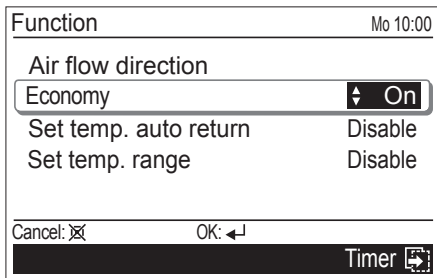 Function Mo 10:00
Air flow direction
Economy On
Set temp. auto return Disable
Set temp. range Disable
Cancel: OK:
Timer